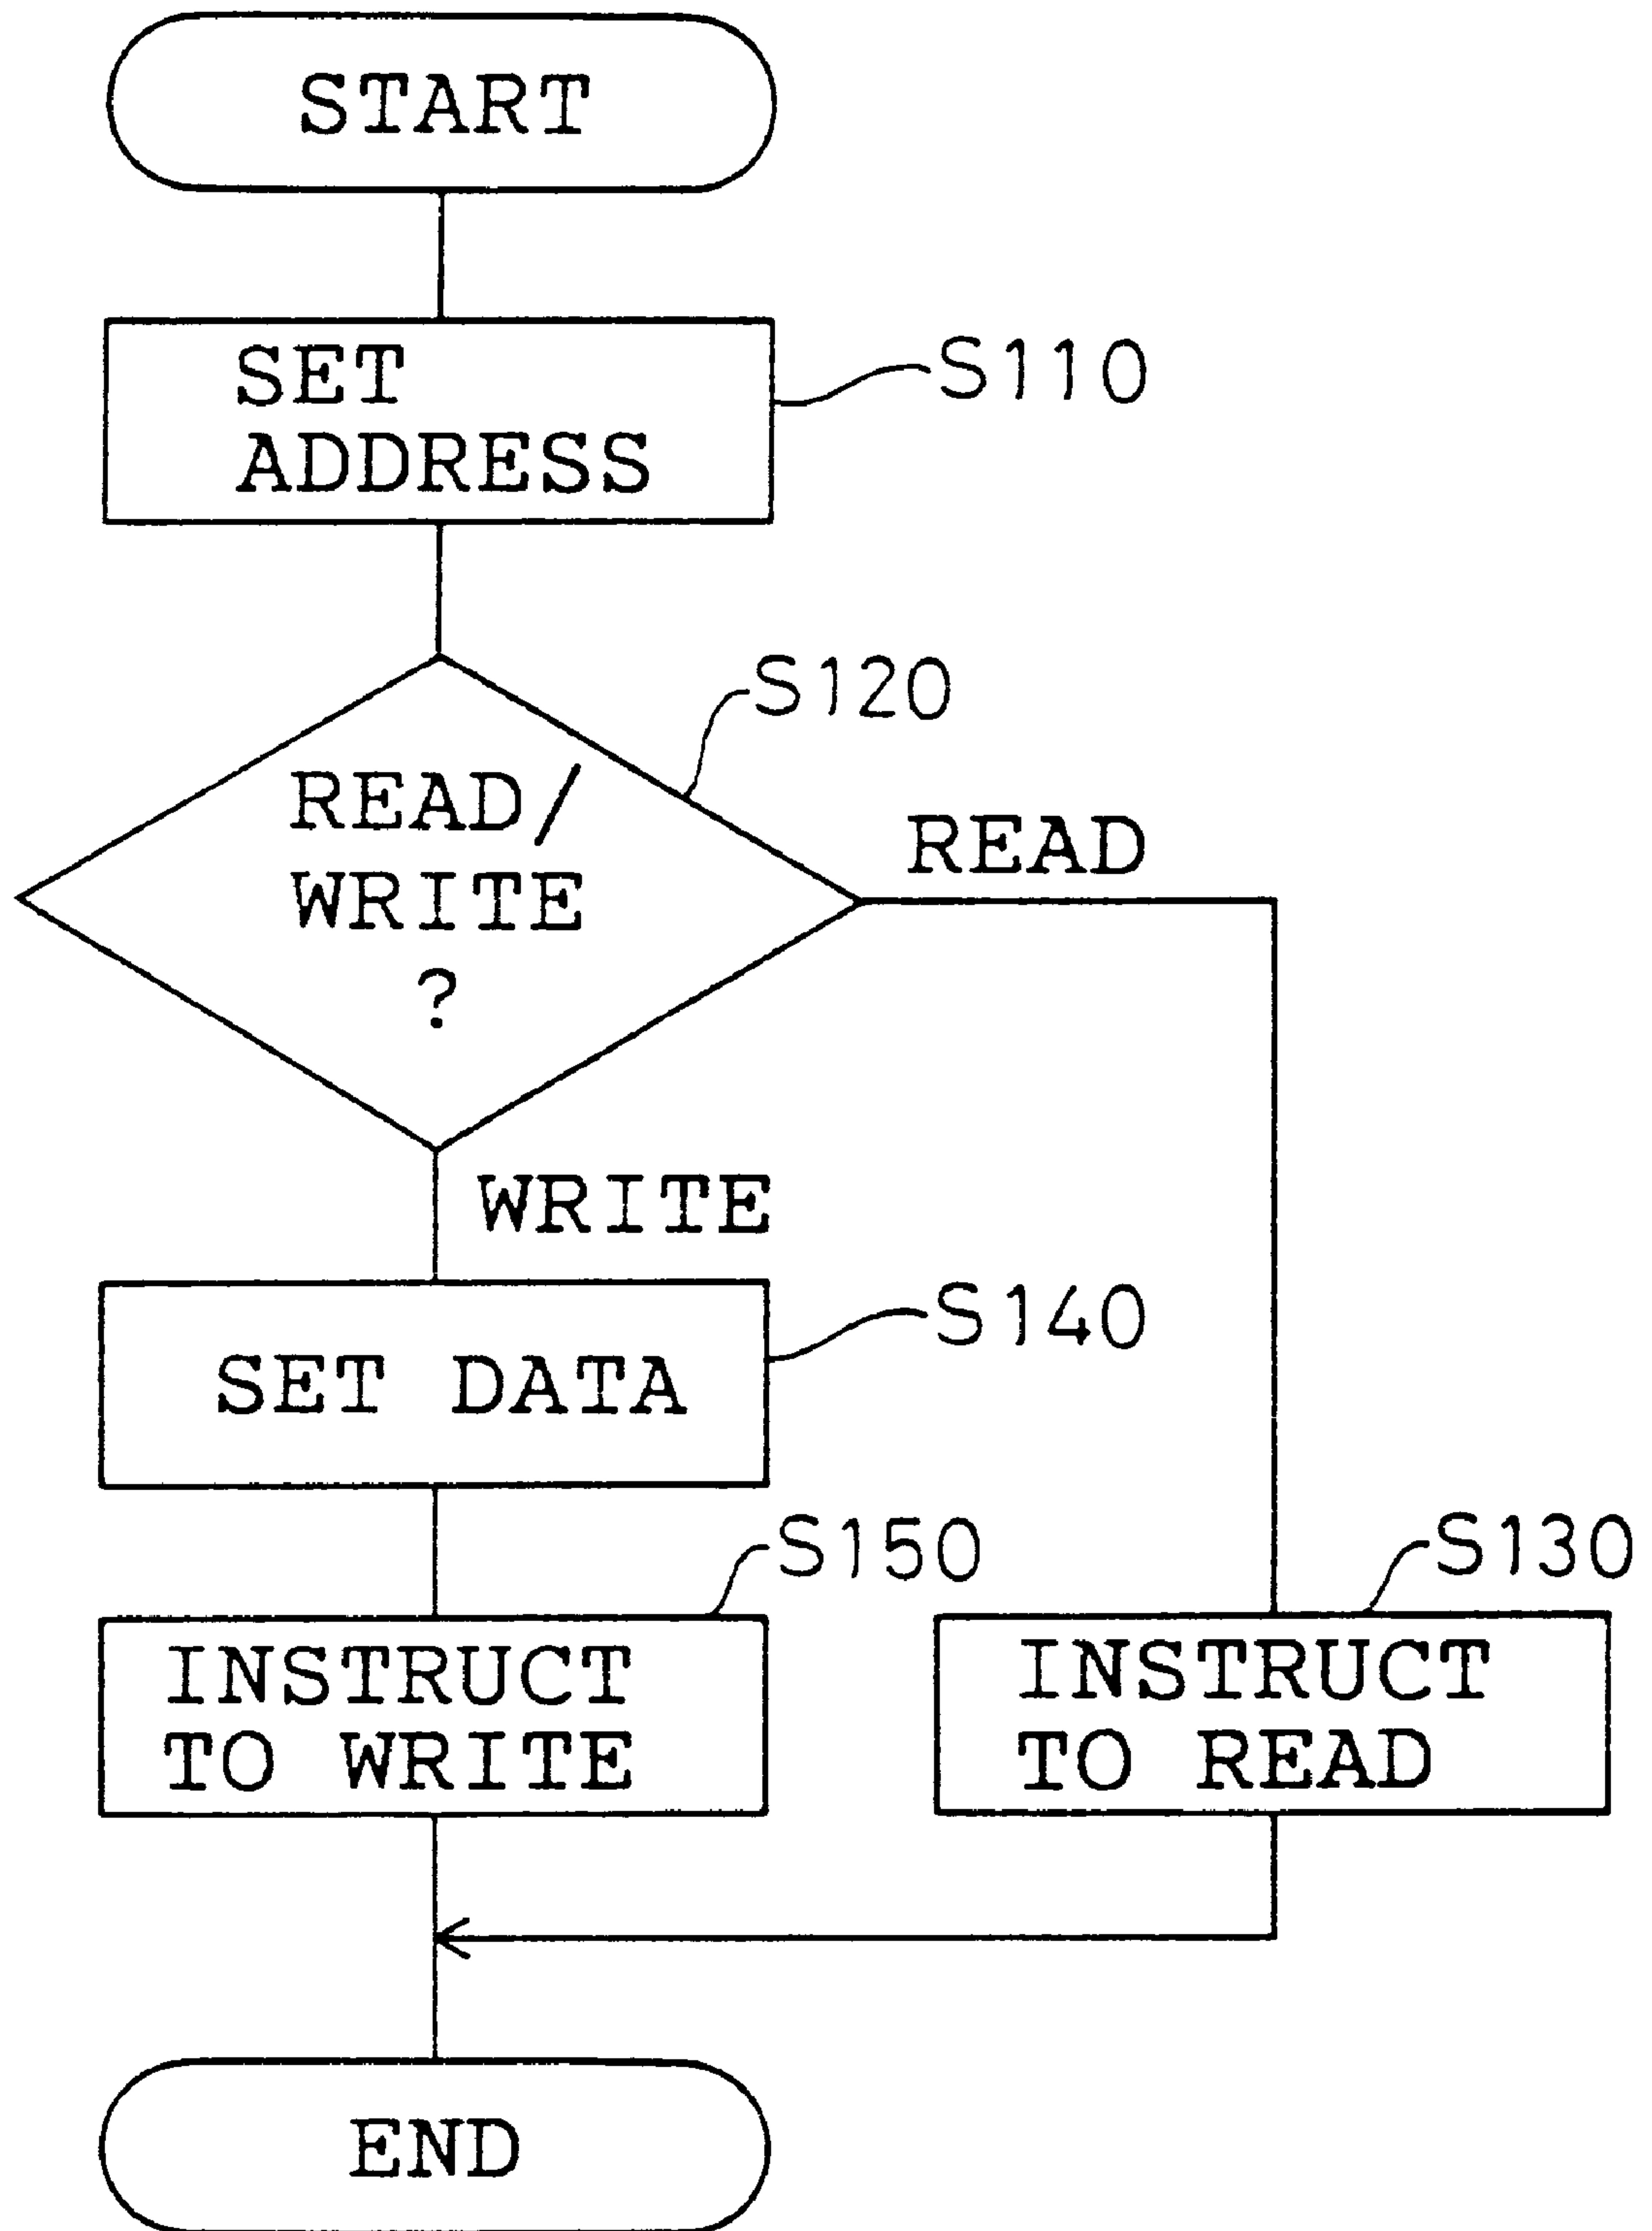 START
SET
ADDRESS
S110
S120
READ/
WRITE
?
READ
WRITE
SET DATA
S140
S150
INSTRUCT
TO WRITE
S130
INSTRUCT
TO READ
END